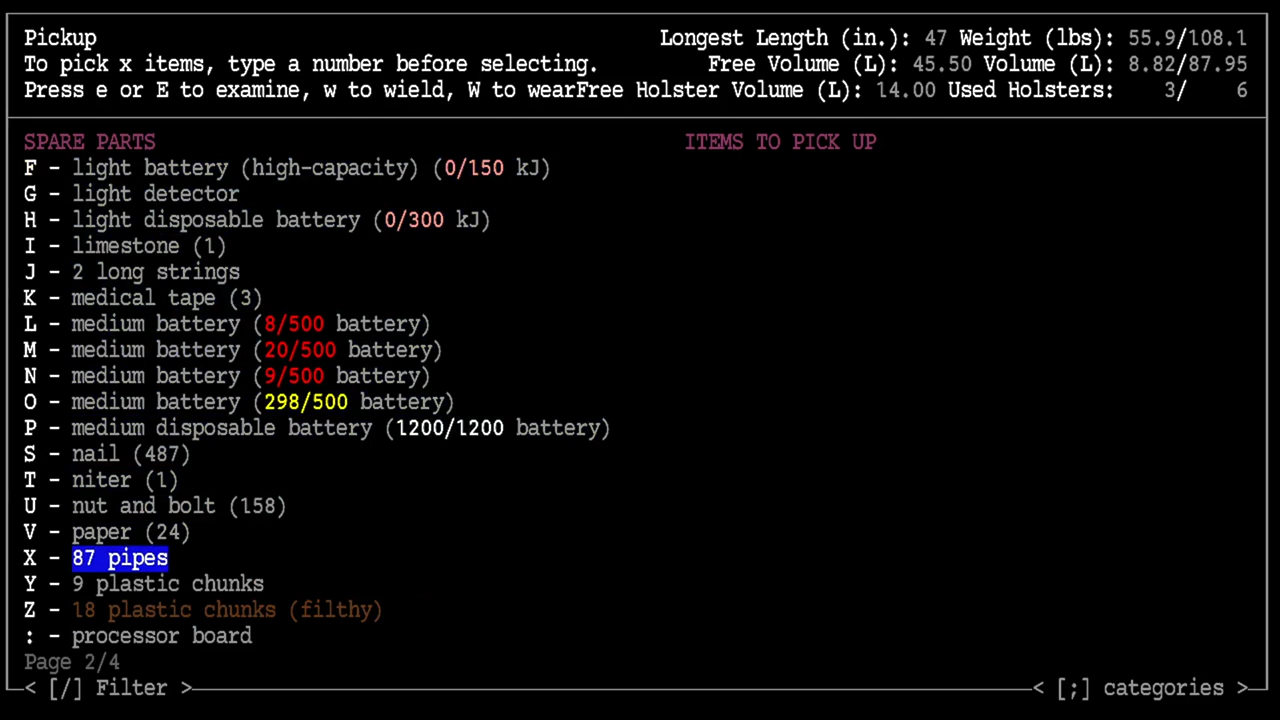 Pickup Longest Length (in.): 47 Weight (lbs): 55.9/108.1
To pick x items, type a number before selecting. Free Volume (L): 45.50 Volume (L): 8.82/87.95
Press e or E to examine, w to wield, W to wearFree Holster Volume (L): 14.00 Used Holsters: 3/ 6
SPARE PARTS ITEMS TO PICK UP
F - light battery (high-capacity) (0/150 kJ)
G - light detector
H - light disposable battery (0/300 kJ)
I - limestone (1)
J - 2 long strings
K - medical tape (3)
L - medium battery (8/500 battery)
M - medium battery (20/500 battery)
N - medium battery (9/500 battery)
O - medium battery (298/500 battery)
P - medium disposable battery (1200/1200 battery)
S - nail (487)
T - niter (1)
U - nut and bolt (158)
V - paper (24)
X - 87 pipes
Y - 9 plastic chunks
Z - 18 plastic chunks (filthy)
: - processor board
Page 2/4
< [/] Filter > < [;] categories >